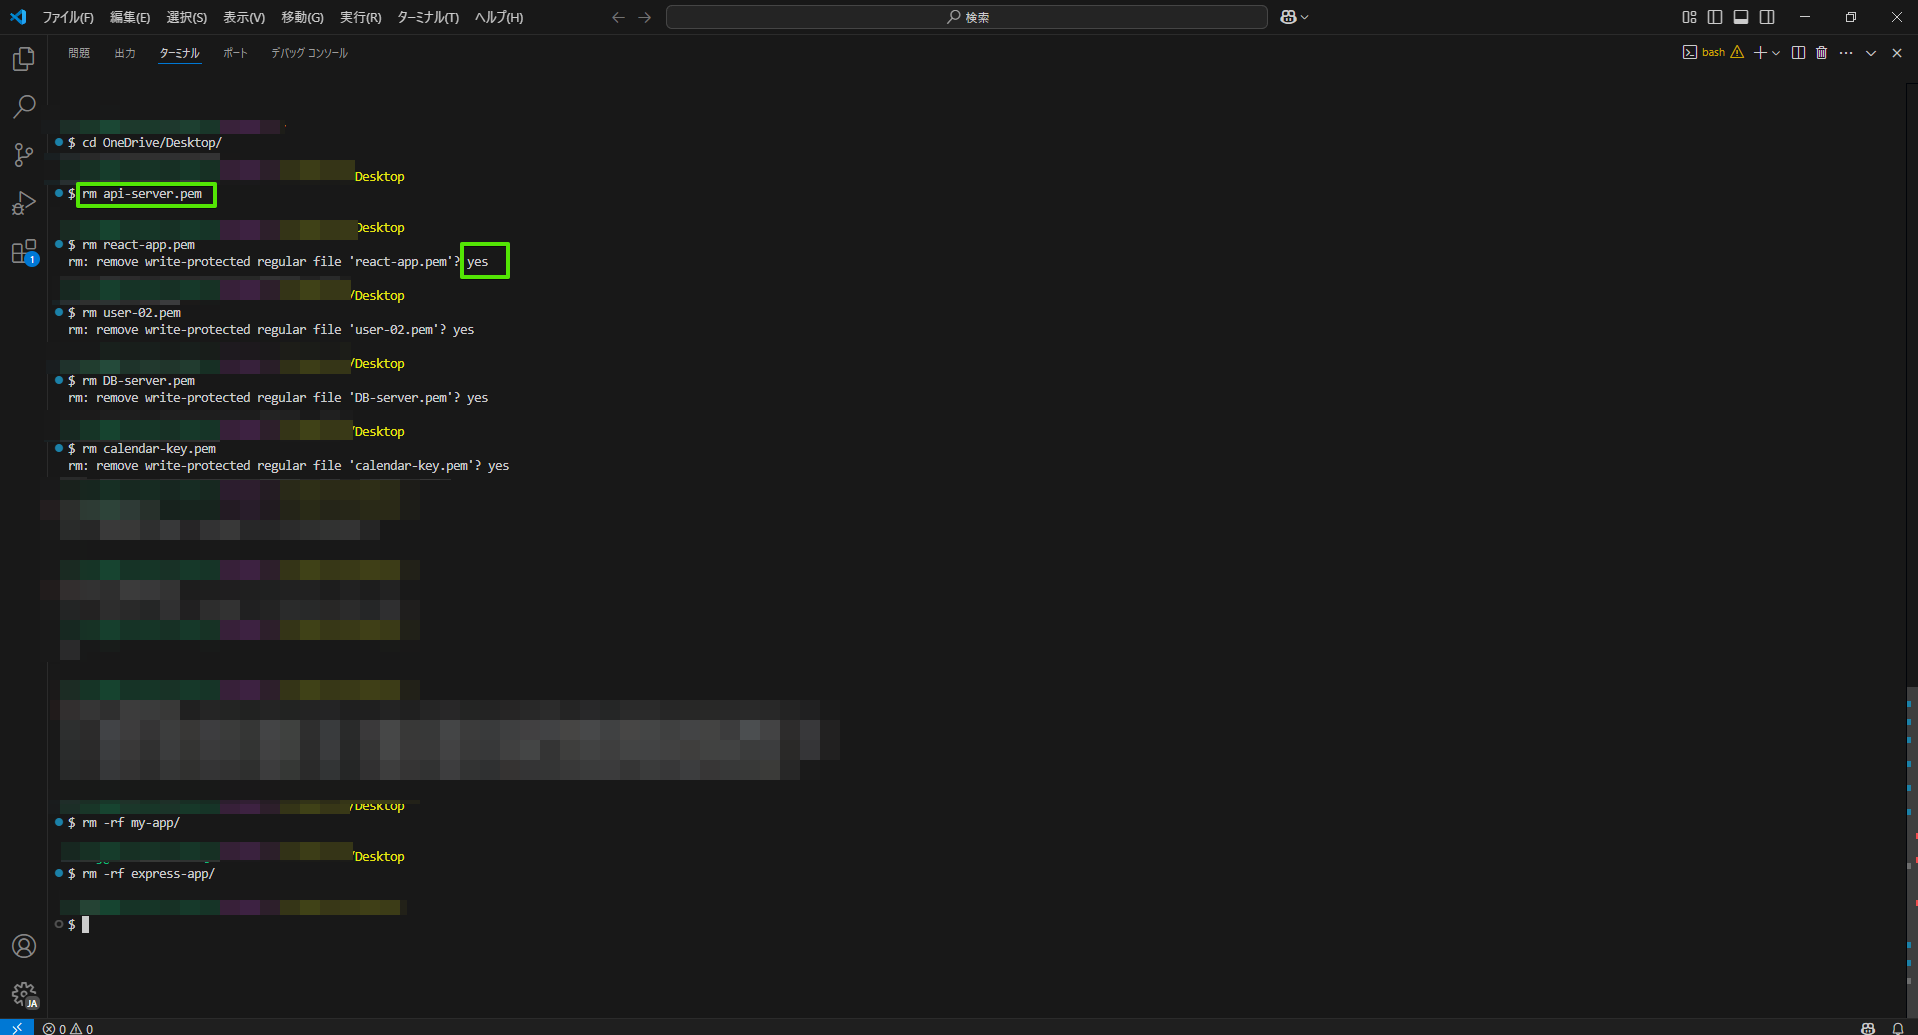 ファイル(F) 編集(E) 選択(S) 表示(V) 移動(G) 実行(R) ターミナル(T) ヘルプ(H) 検索
問題 出力 ターミナル ポート デバッグ コンソール bash
$ cd OneDrive/Desktop/
Desktop
$ rm api-server.pem
Desktop
$ rm react-app.pem
rm: remove write-protected regular file 'react-app.pem'? yes
/Desktop
$ rm user-02.pem
rm: remove write-protected regular file 'user-02.pem'? yes
/Desktop
$ rm DB-server.pem
rm: remove write-protected regular file 'DB-server.pem'? yes
/Desktop
$ rm calendar-key.pem
rm: remove write-protected regular file 'calendar-key.pem'? yes
/Desktop
$ rm -rf my-app/
/Desktop
$ rm -rf express-app/
$
1
JA
0 0